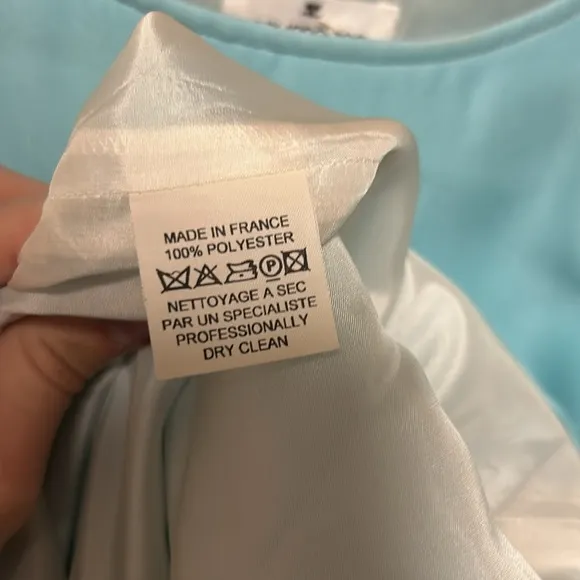 MADE IN FRANCE
100% POLYESTER
P
NETTOYAGE A SEC
PAR UN SPECIALISTE
PROFESSIONALLY
DRY CLEAN